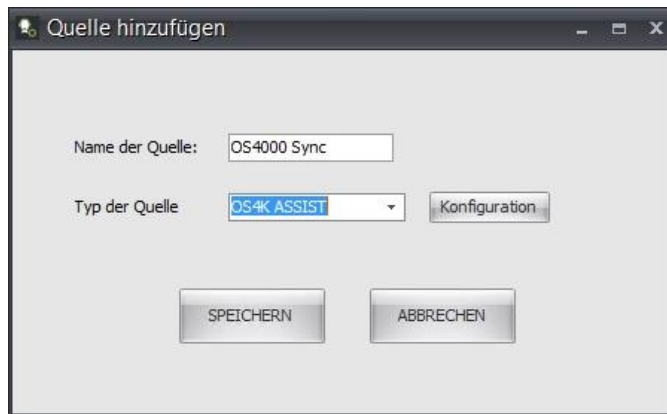 Quelle hinzufügen
Name der Quelle: OS4000 Sync
Typ der Quelle OS4K ASSIST Konfiguration
SPEICHERN ABBRECHEN